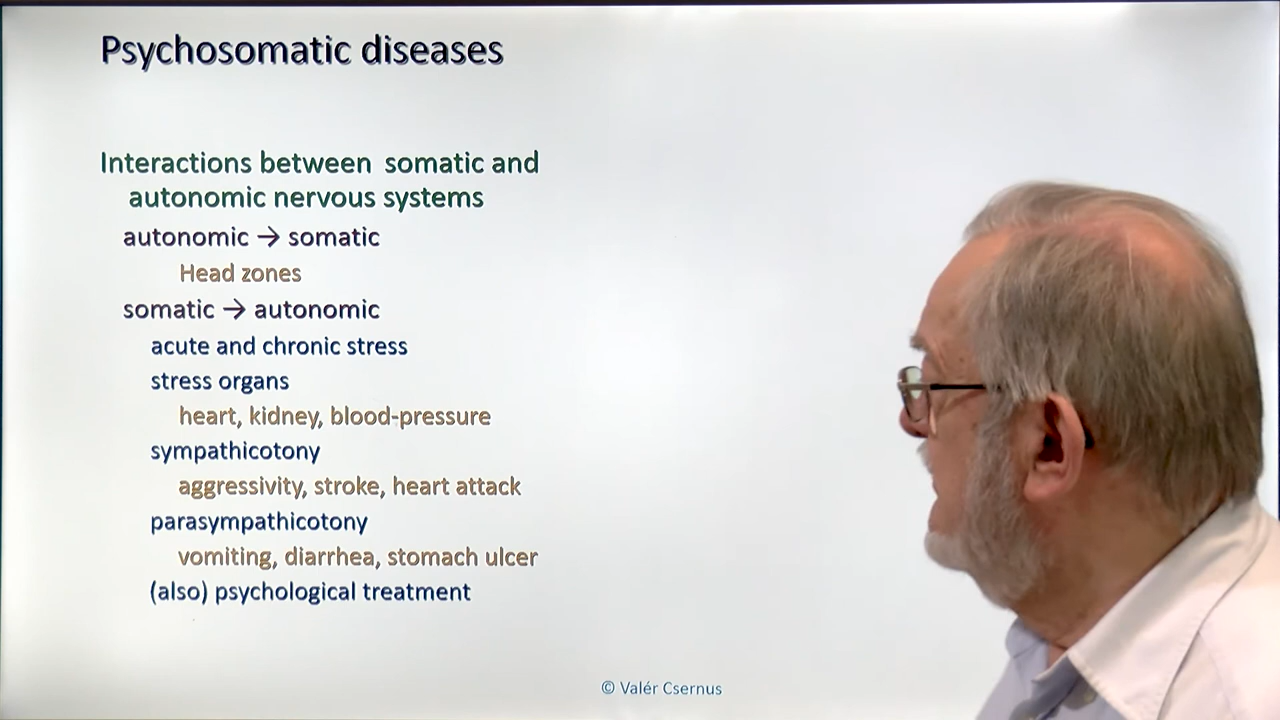 Psychosomatic diseases
Interactions between somatic and
autonomic nervous systems
autonomic → somatic
Head zones
somatic → autonomic
acute and chronic stress
stress organs
heart, kidney, blood-pressure
sympathicotony
aggressivity, stroke, heart attack
parasympathicotony
vomiting, diarrhea, stomach ulcer
(also) psychological treatment
© Valér Csernus